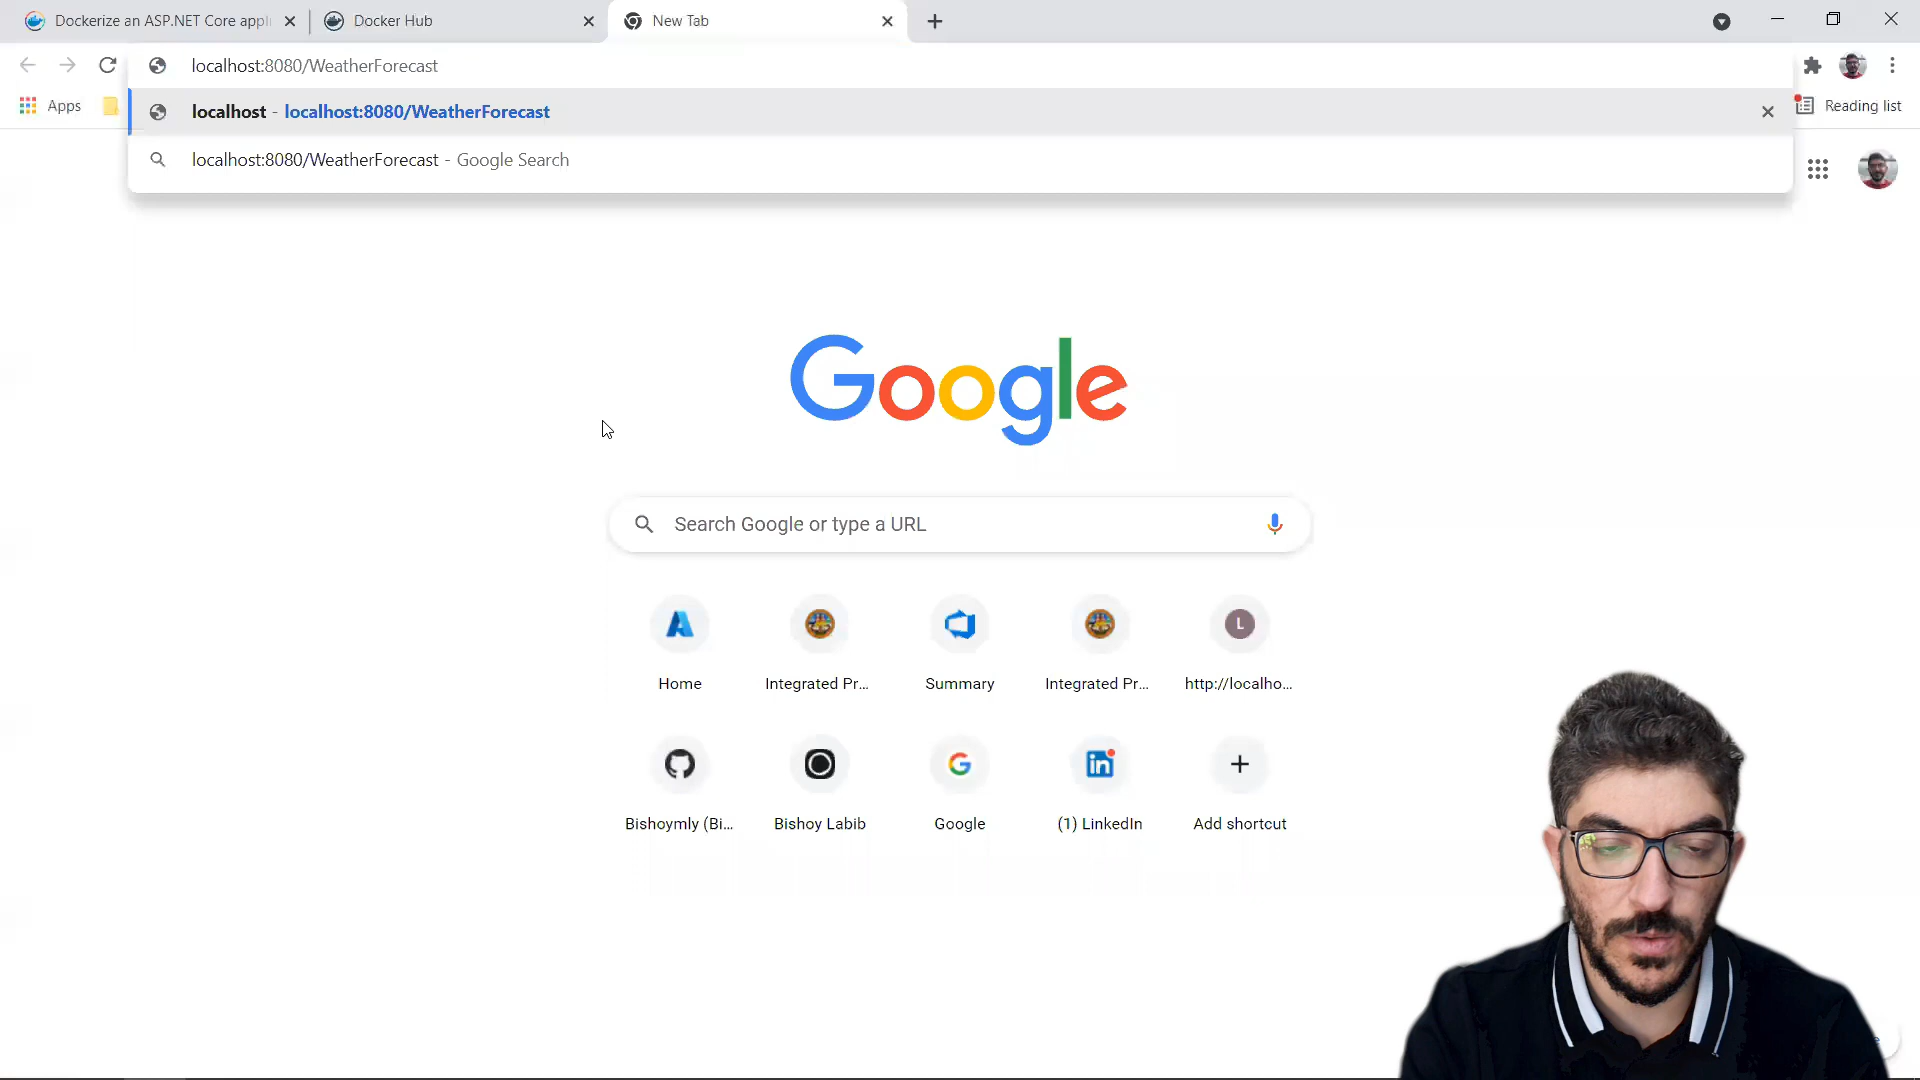 Dockerize an ASP.NET Core appli
Docker Hub
New Tab
localhost:8080/WeatherForecast
localhost - localhost:8080/WeatherForecast
localhost:8080/WeatherForecast - Google Search
Apps
Reading list
Google
Search Google or type a URL
Home
Integrated Pr...
Summary
Integrated Pr...
L
http://localho...
Bishoymly (Bi...
Bishoy Labib
G
Google
in
(1) LinkedIn
Add shortcut